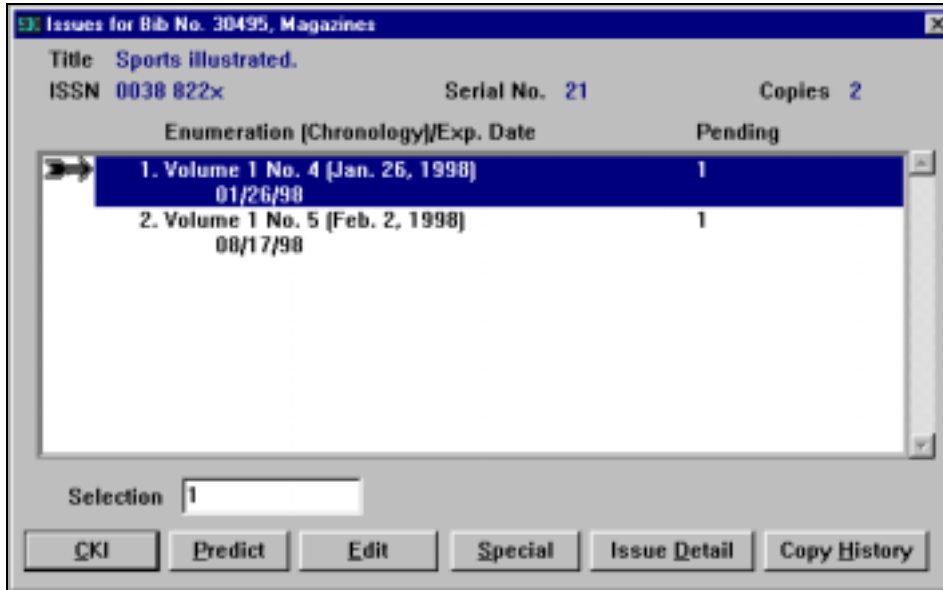 Issues for Bib No. 30495, Magazines
Title Sports illustrated.
ISSN 0038 822x Serial No. 21 Copies 2
Enumeration (Chronology)/Exp. Date Pending
1. Volume 1 No. 4 (Jan. 26, 1998) 1
01/26/98
2. Volume 1 No. 5 (Feb. 2, 1998) 1
08/17/98
Selection 1
CKI Predict Edit Special Issue Detail Copy History